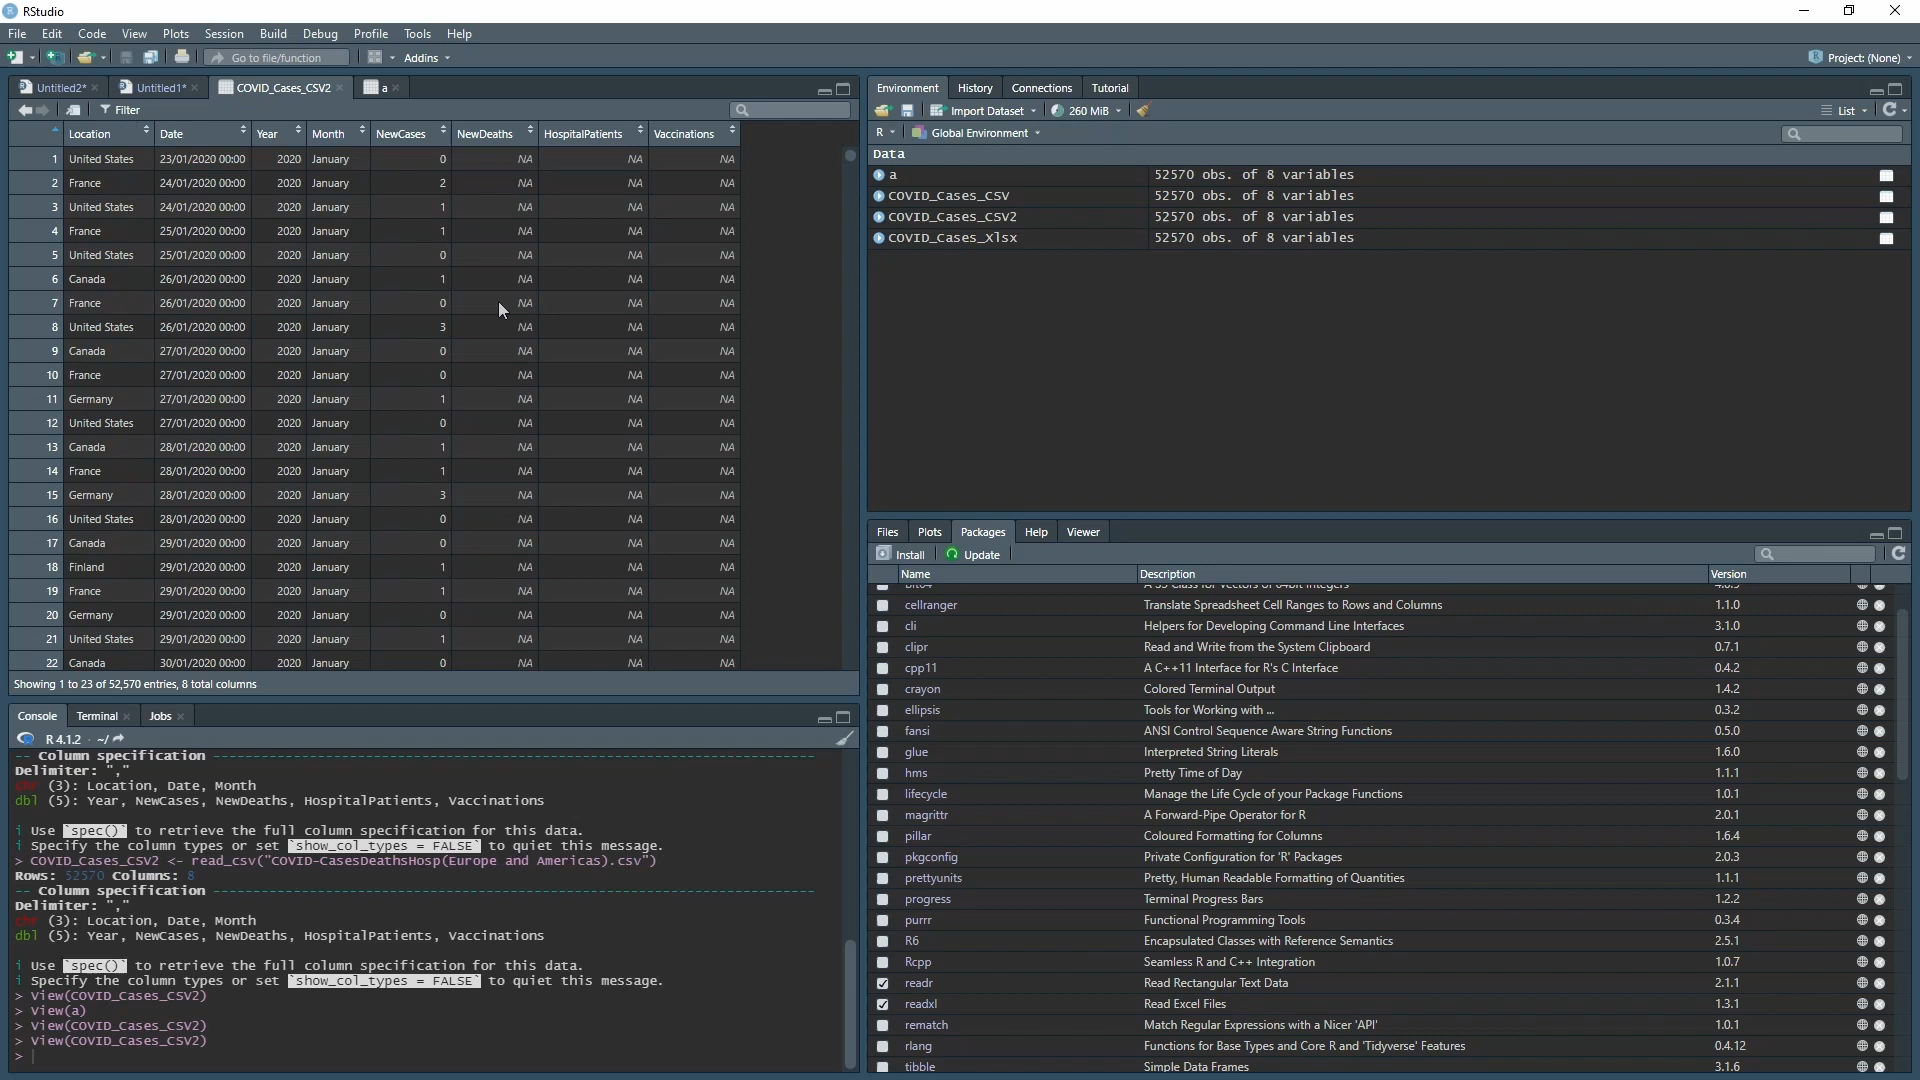 RStudio
File Edit Code View Plots Session Build Debug Profile Tools Help
Go to file/function Addins Project: (None)
Untitled2* Untitled1* COVID_Cases_CSV2 a
Filter
Location Date Year Month NewCases NewDeaths HospitalPatients Vaccinations
1 United States 23/01/2020 00:00 2020 January 0 NA NA NA
2 France 24/01/2020 00:00 2020 January 2 NA NA NA
3 United States 24/01/2020 00:00 2020 January 1 NA NA NA
4 France 25/01/2020 00:00 2020 January 1 NA NA NA
5 United States 25/01/2020 00:00 2020 January 0 NA NA NA
6 Canada 26/01/2020 00:00 2020 January 1 NA NA NA
7 France 26/01/2020 00:00 2020 January 0 NA NA NA
8 United States 26/01/2020 00:00 2020 January 3 NA NA NA
9 Canada 27/01/2020 00:00 2020 January 0 NA NA NA
10 France 27/01/2020 00:00 2020 January 0 NA NA NA
11 Germany 27/01/2020 00:00 2020 January 1 NA NA NA
12 United States 27/01/2020 00:00 2020 January 0 NA NA NA
13 Canada 28/01/2020 00:00 2020 January 1 NA NA NA
14 France 28/01/2020 00:00 2020 January 1 NA NA NA
15 Germany 28/01/2020 00:00 2020 January 3 NA NA NA
16 United States 28/01/2020 00:00 2020 January 0 NA NA NA
17 Canada 29/01/2020 00:00 2020 January 0 NA NA NA
18 Finland 29/01/2020 00:00 2020 January 1 NA NA NA
19 France 29/01/2020 00:00 2020 January 1 NA NA NA
20 Germany 29/01/2020 00:00 2020 January 0 NA NA NA
21 United States 29/01/2020 00:00 2020 January 1 NA NA NA
22 Canada 30/01/2020 00:00 2020 January 0 NA NA NA
Showing 1 to 23 of 52,570 entries, 8 total columns
Console Terminal Jobs
R 4.1.2 · ~/
-- Column specification
Delimiter: ","
chr (3): Location, Date, Month
dbl (5): Year, NewCases, NewDeaths, HospitalPatients, Vaccinations
i Use `spec()` to retrieve the full column specification for this data.
i Specify the column types or set `show_col_types = FALSE` to quiet this message.
> COVID_Cases_CSV2 <- read_csv("COVID-CasesDeathsHosp(Europe and Americas).csv")
Rows: 52570 Columns: 8
-- Column specification
Delimiter: ","
chr (3): Location, Date, Month
dbl (5): Year, NewCases, NewDeaths, HospitalPatients, Vaccinations
i Use `spec()` to retrieve the full column specification for this data.
i Specify the column types or set `show_col_types = FALSE` to quiet this message.
> View(COVID_Cases_CSV2)
> View(a)
> View(COVID_Cases_CSV2)
> View(COVID_Cases_CSV2)
>
Environment History Connections Tutorial
Import Dataset 260 MiB List
R Global Environment
Data
a 52570 obs. of 8 variables
COVID_Cases_CSV 52570 obs. of 8 variables
COVID_Cases_CSV2 52570 obs. of 8 variables
COVID_Cases_Xlsx 52570 obs. of 8 variables
Files Plots Packages Help Viewer
Install Update
Name Description Version
cellranger Translate Spreadsheet Cell Ranges to Rows and Columns 1.1.0
cli Helpers for Developing Command Line Interfaces 3.1.0
clipr Read and Write from the System Clipboard 0.7.1
cpp11 A C++11 Interface for R's C Interface 0.4.2
crayon Colored Terminal Output 1.4.2
ellipsis Tools for Working with ... 0.3.2
fansi ANSI Control Sequence Aware String Functions 0.5.0
glue Interpreted String Literals 1.6.0
hms Pretty Time of Day 1.1.1
lifecycle Manage the Life Cycle of your Package Functions 1.0.1
magrittr A Forward-Pipe Operator for R 2.0.1
pillar Coloured Formatting for Columns 1.6.4
pkgconfig Private Configuration for 'R' Packages 2.0.3
prettyunits Pretty, Human Readable Formatting of Quantities 1.1.1
progress Terminal Progress Bars 1.2.2
purrr Functional Programming Tools 0.3.4
R6 Encapsulated Classes with Reference Semantics 2.5.1
Rcpp Seamless R and C++ Integration 1.0.7
readr Read Rectangular Text Data 2.1.1
readxl Read Excel Files 1.3.1
rematch Match Regular Expressions with a Nicer 'API' 1.0.1
rlang Functions for Base Types and Core R and 'Tidyverse' Features 0.4.12
tibble Simple Data Frames 3.1.6